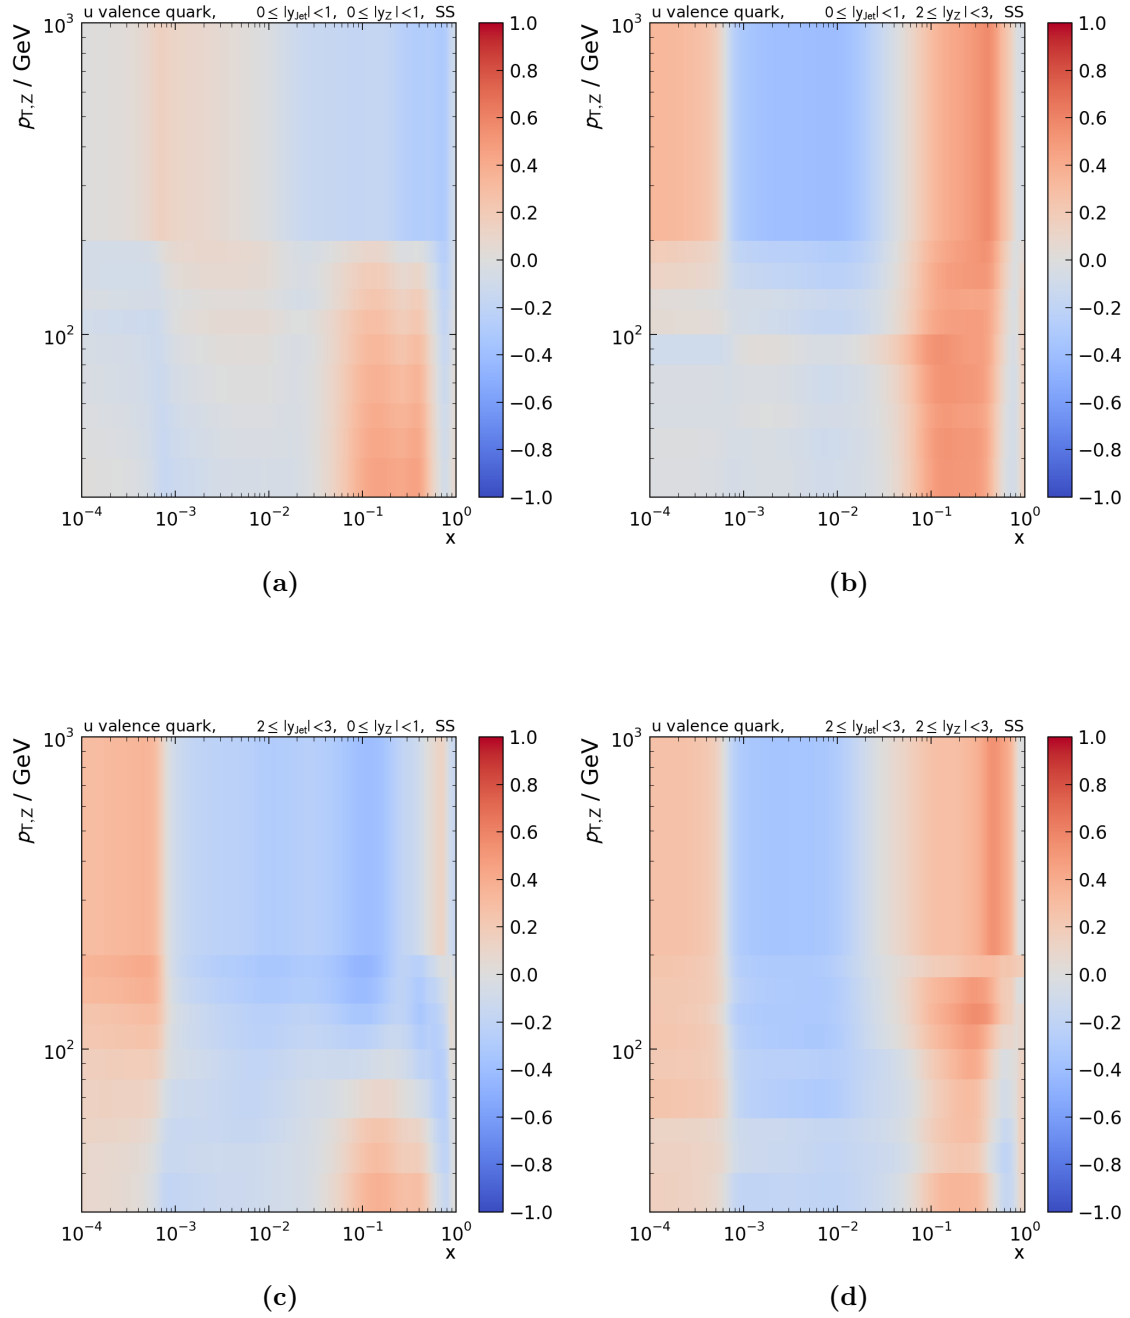 u valence quark, 0 ≤ |y_Jet| < 1, 0 ≤ |y_Z| < 1, SS
10^3
10^2
p_T,Z / GeV
10^-4 10^-3 10^-2 10^-1 10^0
x
1.0
0.8
0.6
0.4
0.2
0.0
−0.2
−0.4
−0.6
−0.8
−1.0
(a)
u valence quark, 0 ≤ |y_Jet| < 1, 2 ≤ |y_Z| < 3, SS
10^3
10^2
p_T,Z / GeV
10^-4 10^-3 10^-2 10^-1 10^0
x
1.0
0.8
0.6
0.4
0.2
0.0
−0.2
−0.4
−0.6
−0.8
−1.0
(b)
u valence quark, 2 ≤ |y_Jet| < 3, 0 ≤ |y_Z| < 1, SS
10^3
10^2
p_T,Z / GeV
10^-4 10^-3 10^-2 10^-1 10^0
x
1.0
0.8
0.6
0.4
0.2
0.0
−0.2
−0.4
−0.6
−0.8
−1.0
(c)
u valence quark, 2 ≤ |y_Jet| < 3, 2 ≤ |y_Z| < 3, SS
10^3
10^2
p_T,Z / GeV
10^-4 10^-3 10^-2 10^-1 10^0
x
1.0
0.8
0.6
0.4
0.2
0.0
−0.2
−0.4
−0.6
−0.8
−1.0
(d)